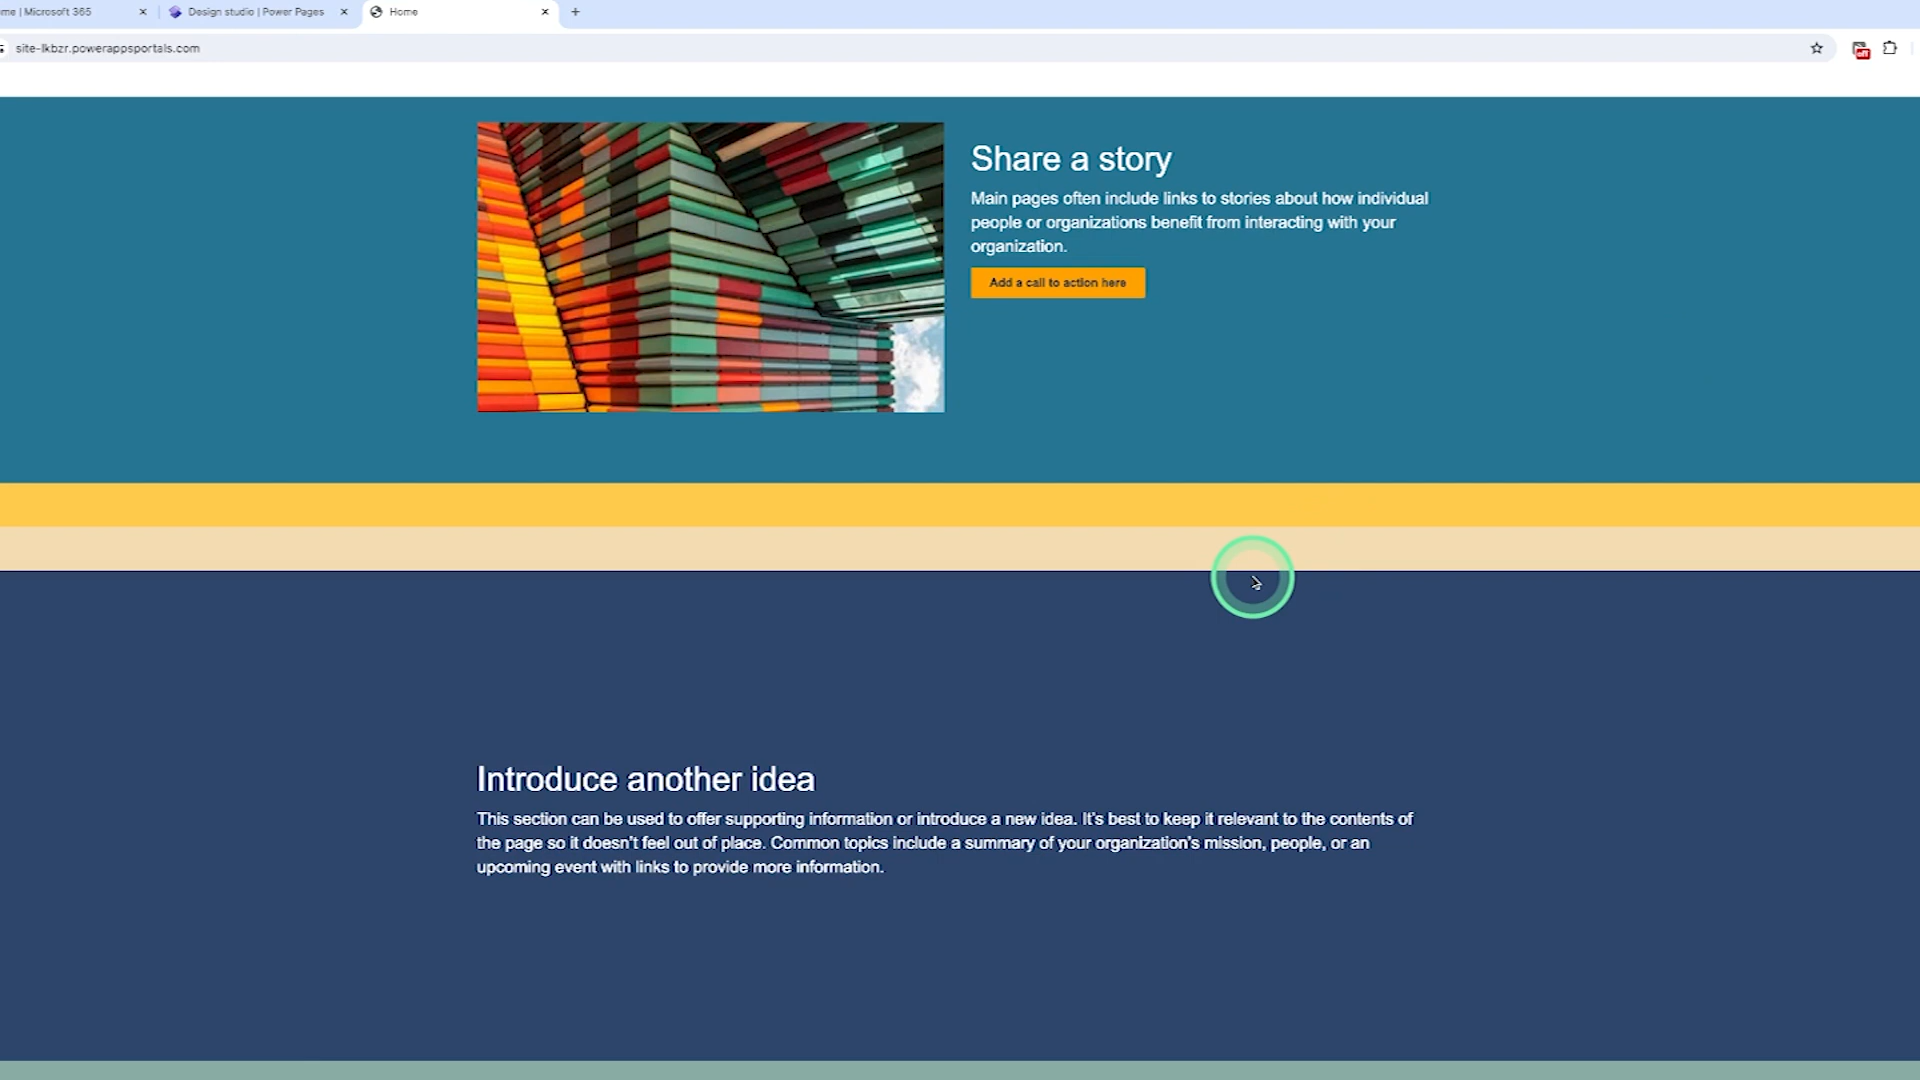 me | Microsoft 365
Design studio | Power Pages
Home
site-lkbzr.powerappsportals.com
off
Share a story
Main pages often include links to stories about how individual
people or organizations benefit from interacting with your
organization.
Add a call to action here
Introduce another idea
This section can be used to offer supporting information or introduce a new idea. It's best to keep it relevant to the contents of
the page so it doesn't feel out of place. Common topics include a summary of your organization's mission, people, or an
upcoming event with links to provide more information.